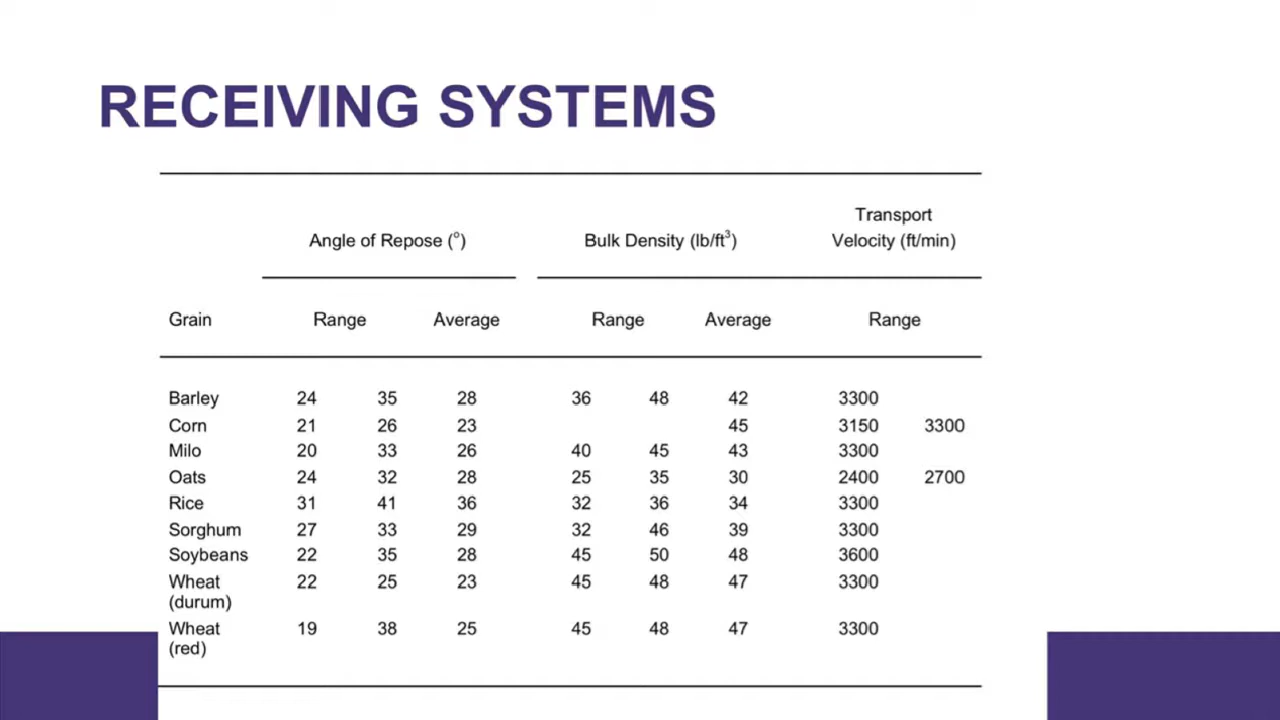 RECEIVING SYSTEMS
Transport
Angle of Repose (°) Bulk Density (lb/ft³) Velocity (ft/min)
Grain Range Average Range Average Range
Barley 24 35 28 36 48 42 3300
Corn 21 26 23 45 3150 3300
Milo 20 33 26 40 45 43 3300
Oats 24 32 28 25 35 30 2400 2700
Rice 31 41 36 32 36 34 3300
Sorghum 27 33 29 32 46 39 3300
Soybeans 22 35 28 45 50 48 3600
Wheat 22 25 23 45 48 47 3300
(durum)
Wheat 19 38 25 45 48 47 3300
(red)